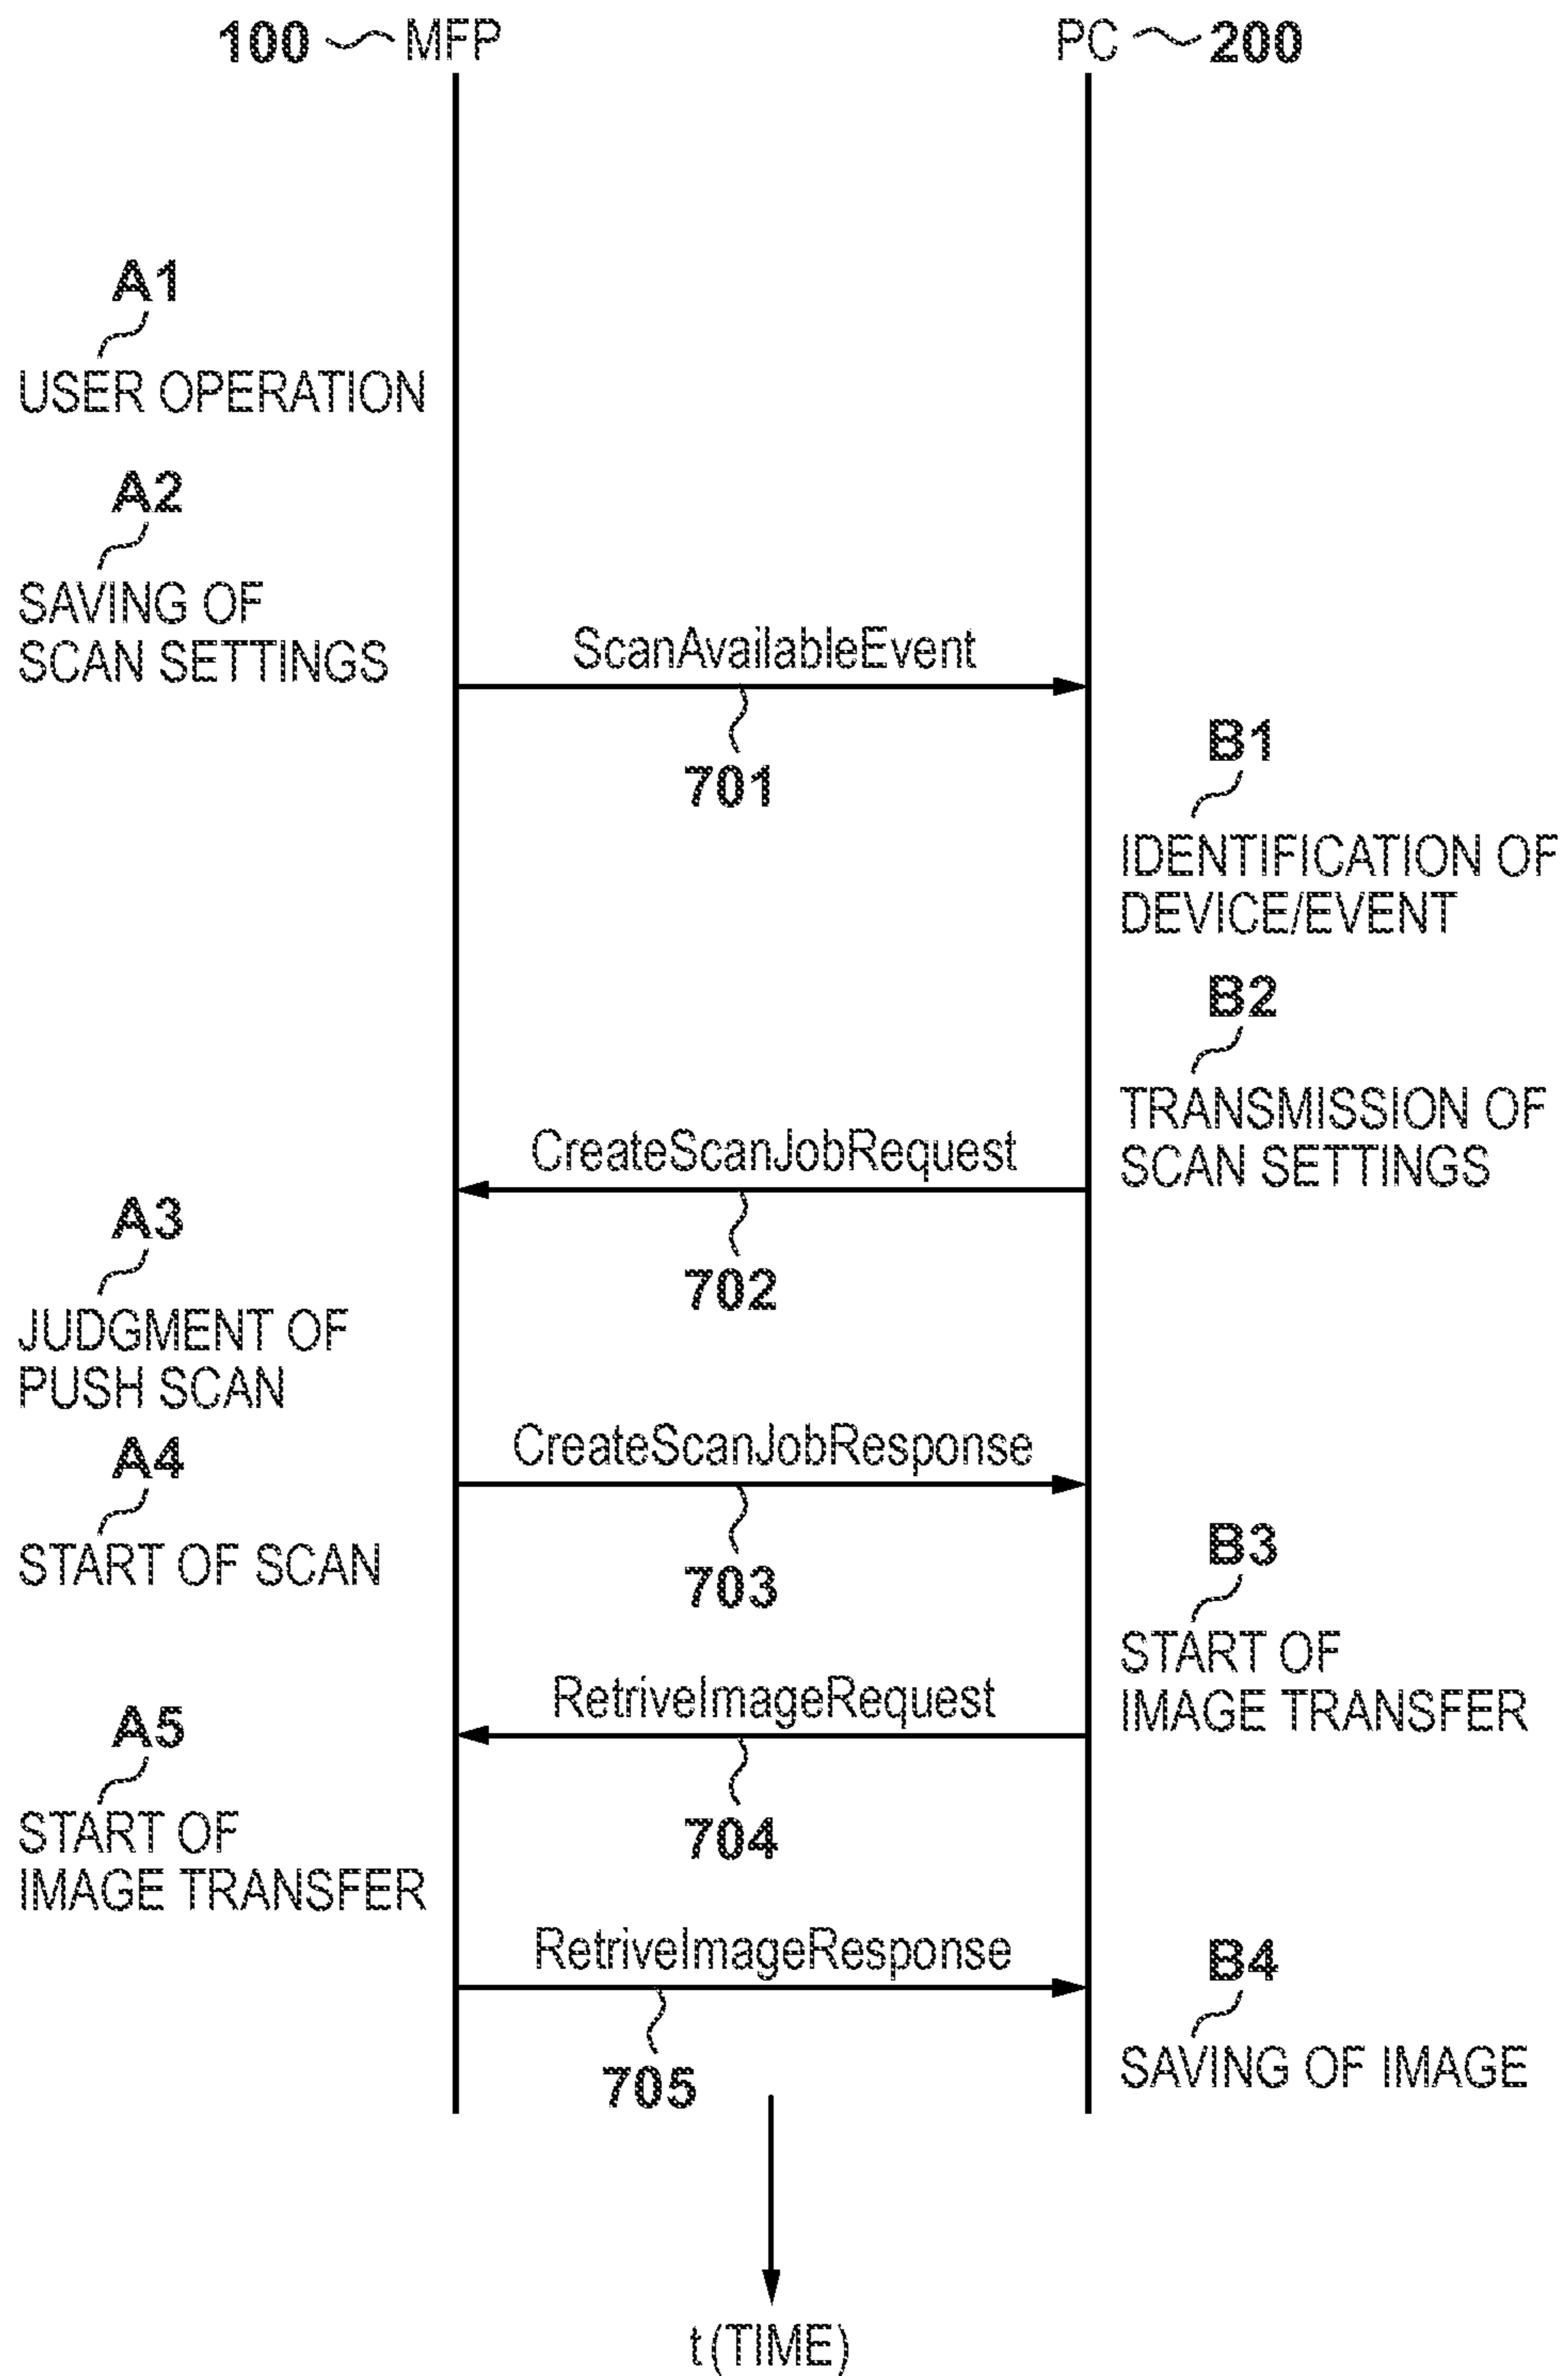 100 MFP PC 200
A1
USER OPERATION
A2
SAVING OF
SCAN SETTINGS
ScanAvailableEvent
701
B1
IDENTIFICATION OF
DEVICE/EVENT
B2
TRANSMISSION OF
SCAN SETTINGS
CreateScanJobRequest
702
A3
JUDGMENT OF
PUSH SCAN
CreateScanJobResponse
703
A4
START OF SCAN
B3
START OF
IMAGE TRANSFER
RetriveImageRequest
704
A5
START OF
IMAGE TRANSFER
RetriveImageResponse
705
B4
SAVING OF IMAGE
t (TIME)